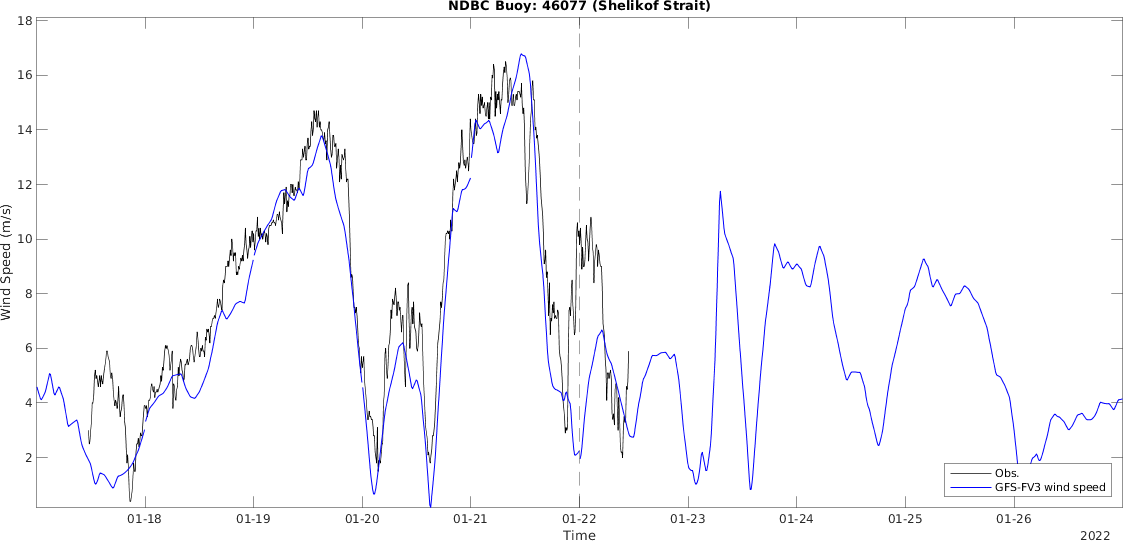 NDBC Buoy: 46077 (Shelikof Strait)
18
16
14
12
10
8
6
4
2
Wind Speed (m/s)
01-18 01-19 01-20 01-21 01-22 01-23 01-24 01-25 01-26
Time
2022
Obs.
GFS-FV3 wind speed